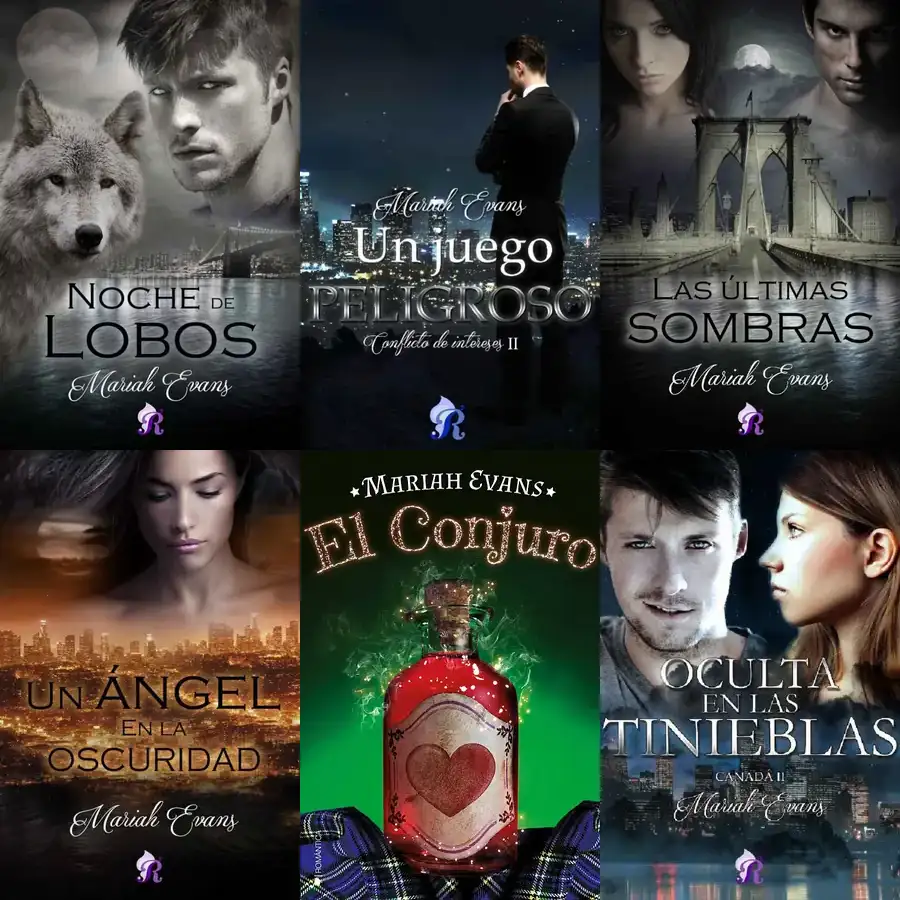 NOCHE DE
LOBOS
Mariah Evans
R
Mariah Evans
Un juego
PELIGROSO
Conflicto de intereses II
R
LAS ÚLTIMAS
SOMBRAS
Mariah Evans
R
UN ÁNGEL
EN LA
OSCURIDAD
Mariah Evans
R
MARIAH EVANS
El Conjuro
ROMÁNTICA
OCULTA
EN LAS
TINIEBLAS
CANADÁ II
Mariah Evans
R